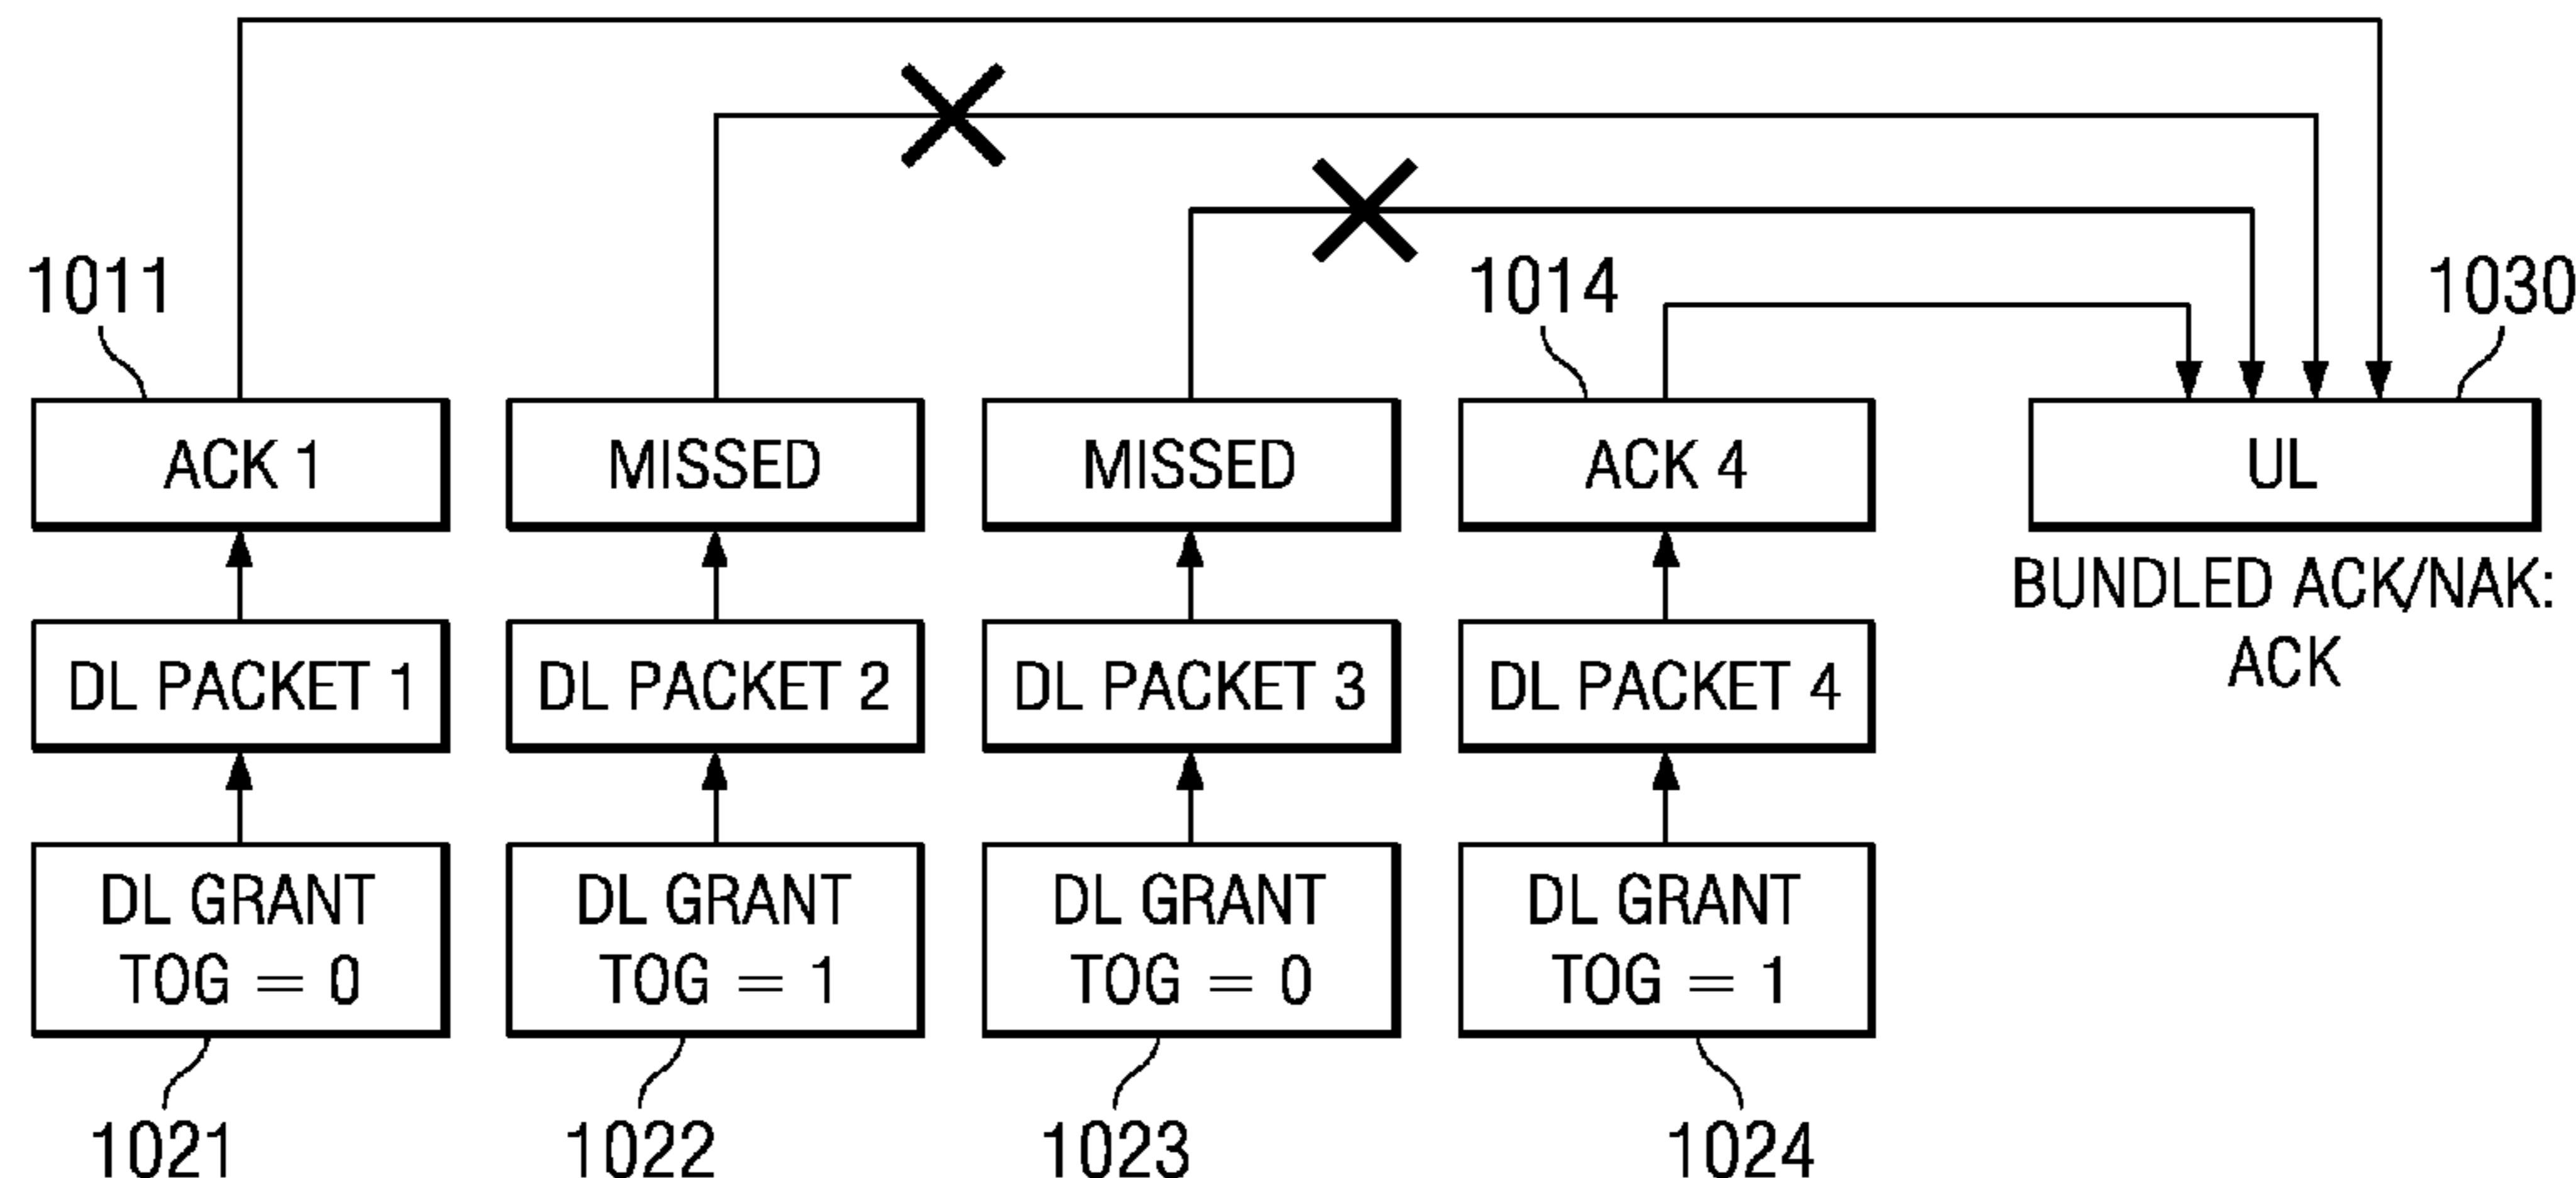 1011
1014
1030
ACK 1
MISSED
MISSED
ACK 4
UL
BUNDLED ACK/NAK:
ACK
DL PACKET 1
DL PACKET 2
DL PACKET 3
DL PACKET 4
DL GRANT
TOG = 0
DL GRANT
TOG = 1
DL GRANT
TOG = 0
DL GRANT
TOG = 1
1021
1022
1023
1024